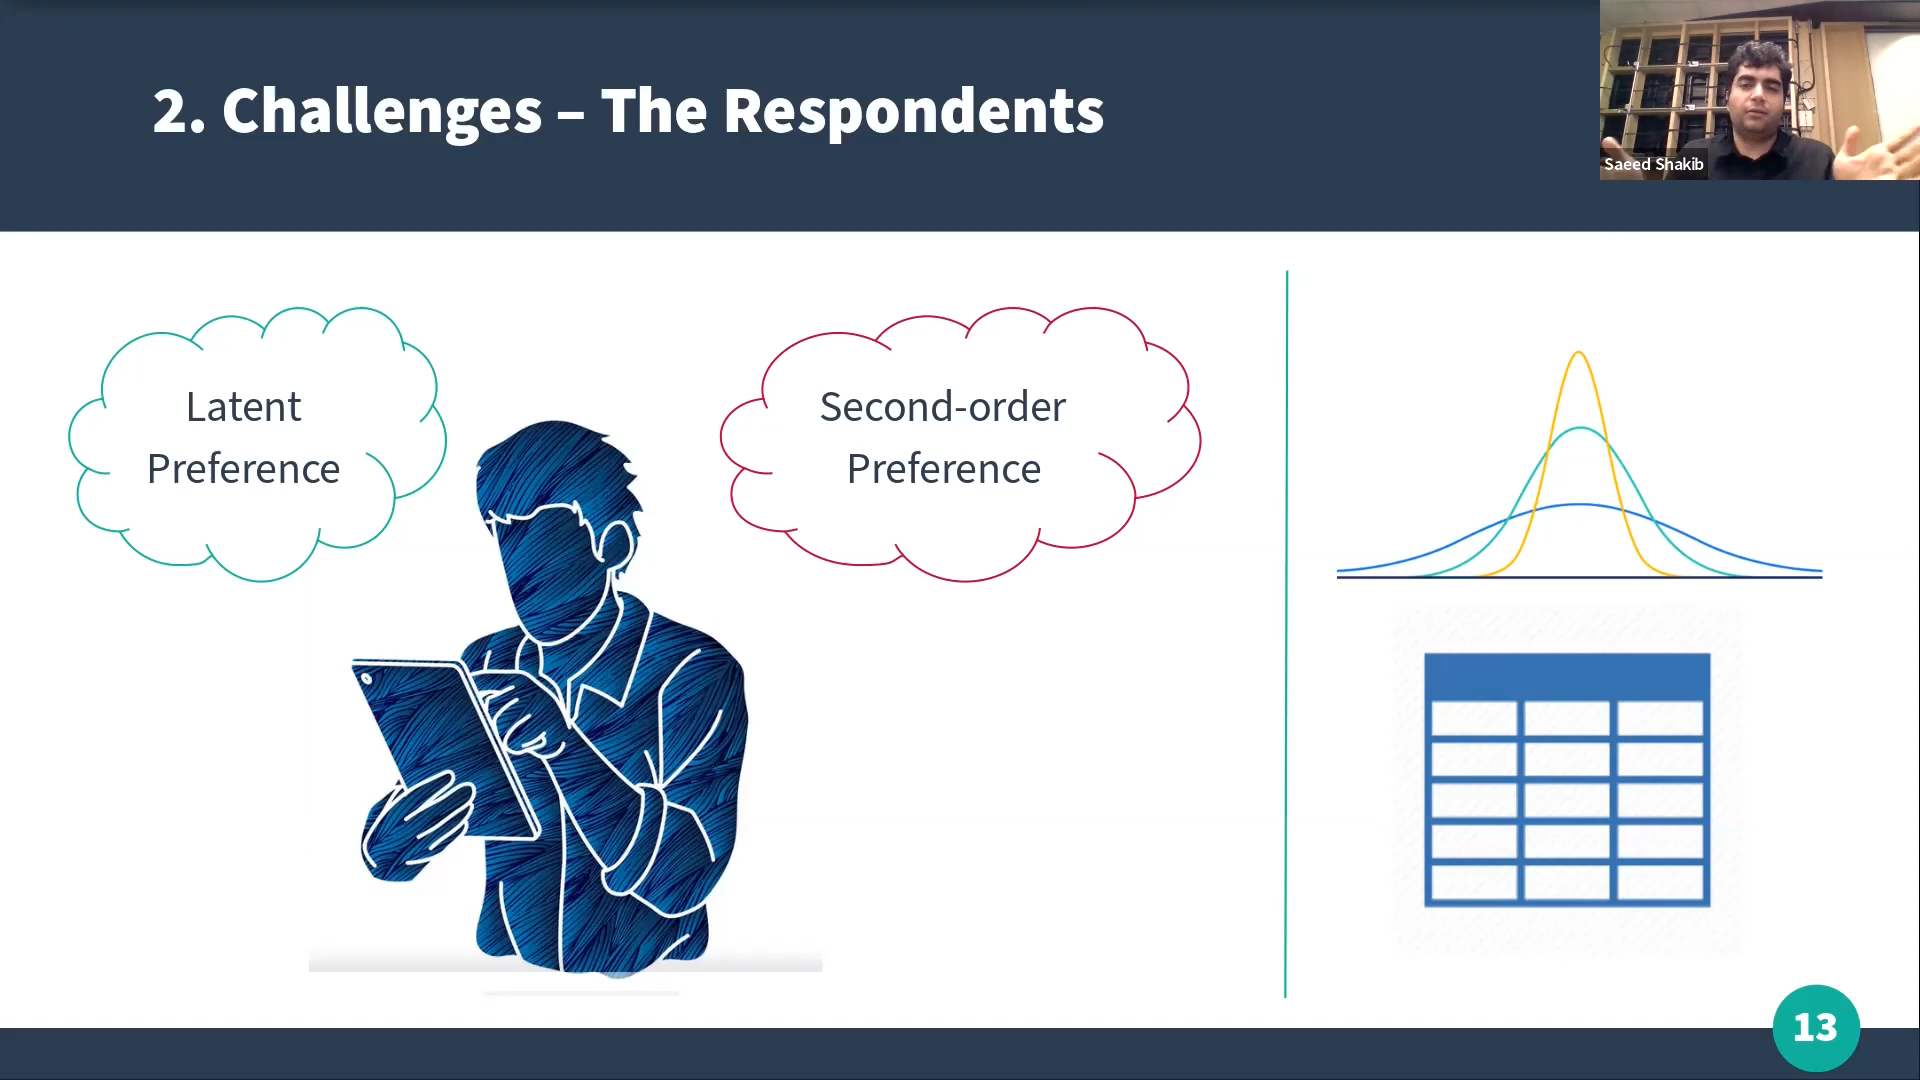 2. Challenges – The Respondents
Saeed Shakib
Latent
Preference
Second-order
Preference
13